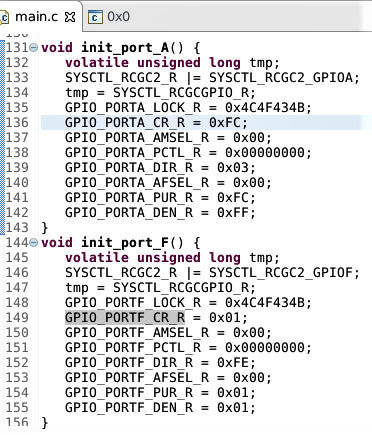 main.c 0x0
130
131 void init_port_A() {
132 volatile unsigned long tmp;
133 SYSCTL_RCGC2_R |= SYSCTL_RCGC2_GPIOA;
134 tmp = SYSCTL_RCGCGPIO_R;
135 GPIO_PORTA_LOCK_R = 0x4C4F434B;
136 GPIO_PORTA_CR_R = 0xFC;
137 GPIO_PORTA_AMSEL_R = 0x00;
138 GPIO_PORTA_PCTL_R = 0x00000000;
139 GPIO_PORTA_DIR_R = 0x03;
140 GPIO_PORTA_AFSEL_R = 0x00;
141 GPIO_PORTA_PUR_R = 0xFC;
142 GPIO_PORTA_DEN_R = 0xFF;
143 }
144 void init_port_F() {
145 volatile unsigned long tmp;
146 SYSCTL_RCGC2_R |= SYSCTL_RCGC2_GPIOF;
147 tmp = SYSCTL_RCGCGPIO_R;
148 GPIO_PORTF_LOCK_R = 0x4C4F434B;
149 GPIO_PORTF_CR_R = 0x01;
150 GPIO_PORTF_AMSEL_R = 0x00;
151 GPIO_PORTF_PCTL_R = 0x00000000;
152 GPIO_PORTF_DIR_R = 0xFE;
153 GPIO_PORTF_AFSEL_R = 0x00;
154 GPIO_PORTF_PUR_R = 0x01;
155 GPIO_PORTF_DEN_R = 0x01;
156 }